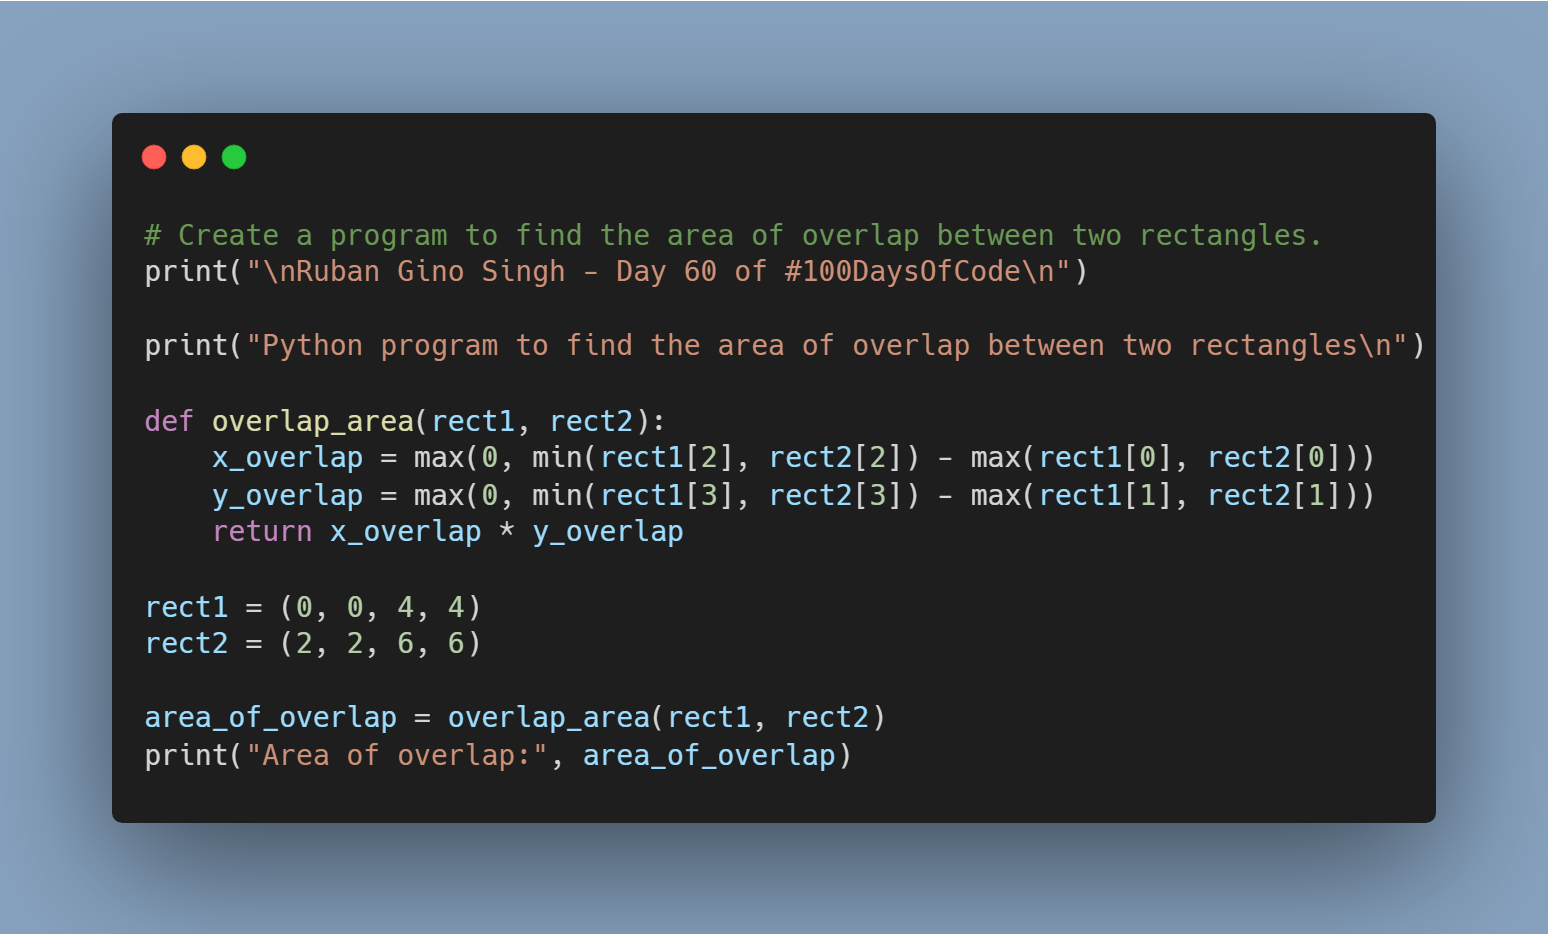 # Create a program to find the area of overlap between two rectangles.
print("\nRuban Gino Singh - Day 60 of #100DaysOfCode\n")
print("Python program to find the area of overlap between two rectangles\n")
def overlap_area(rect1, rect2):
    x_overlap = max(0, min(rect1[2], rect2[2]) - max(rect1[0], rect2[0]))
    y_overlap = max(0, min(rect1[3], rect2[3]) - max(rect1[1], rect2[1]))
    return x_overlap * y_overlap
rect1 = (0, 0, 4, 4)
rect2 = (2, 2, 6, 6)
area_of_overlap = overlap_area(rect1, rect2)
print("Area of overlap:", area_of_overlap)